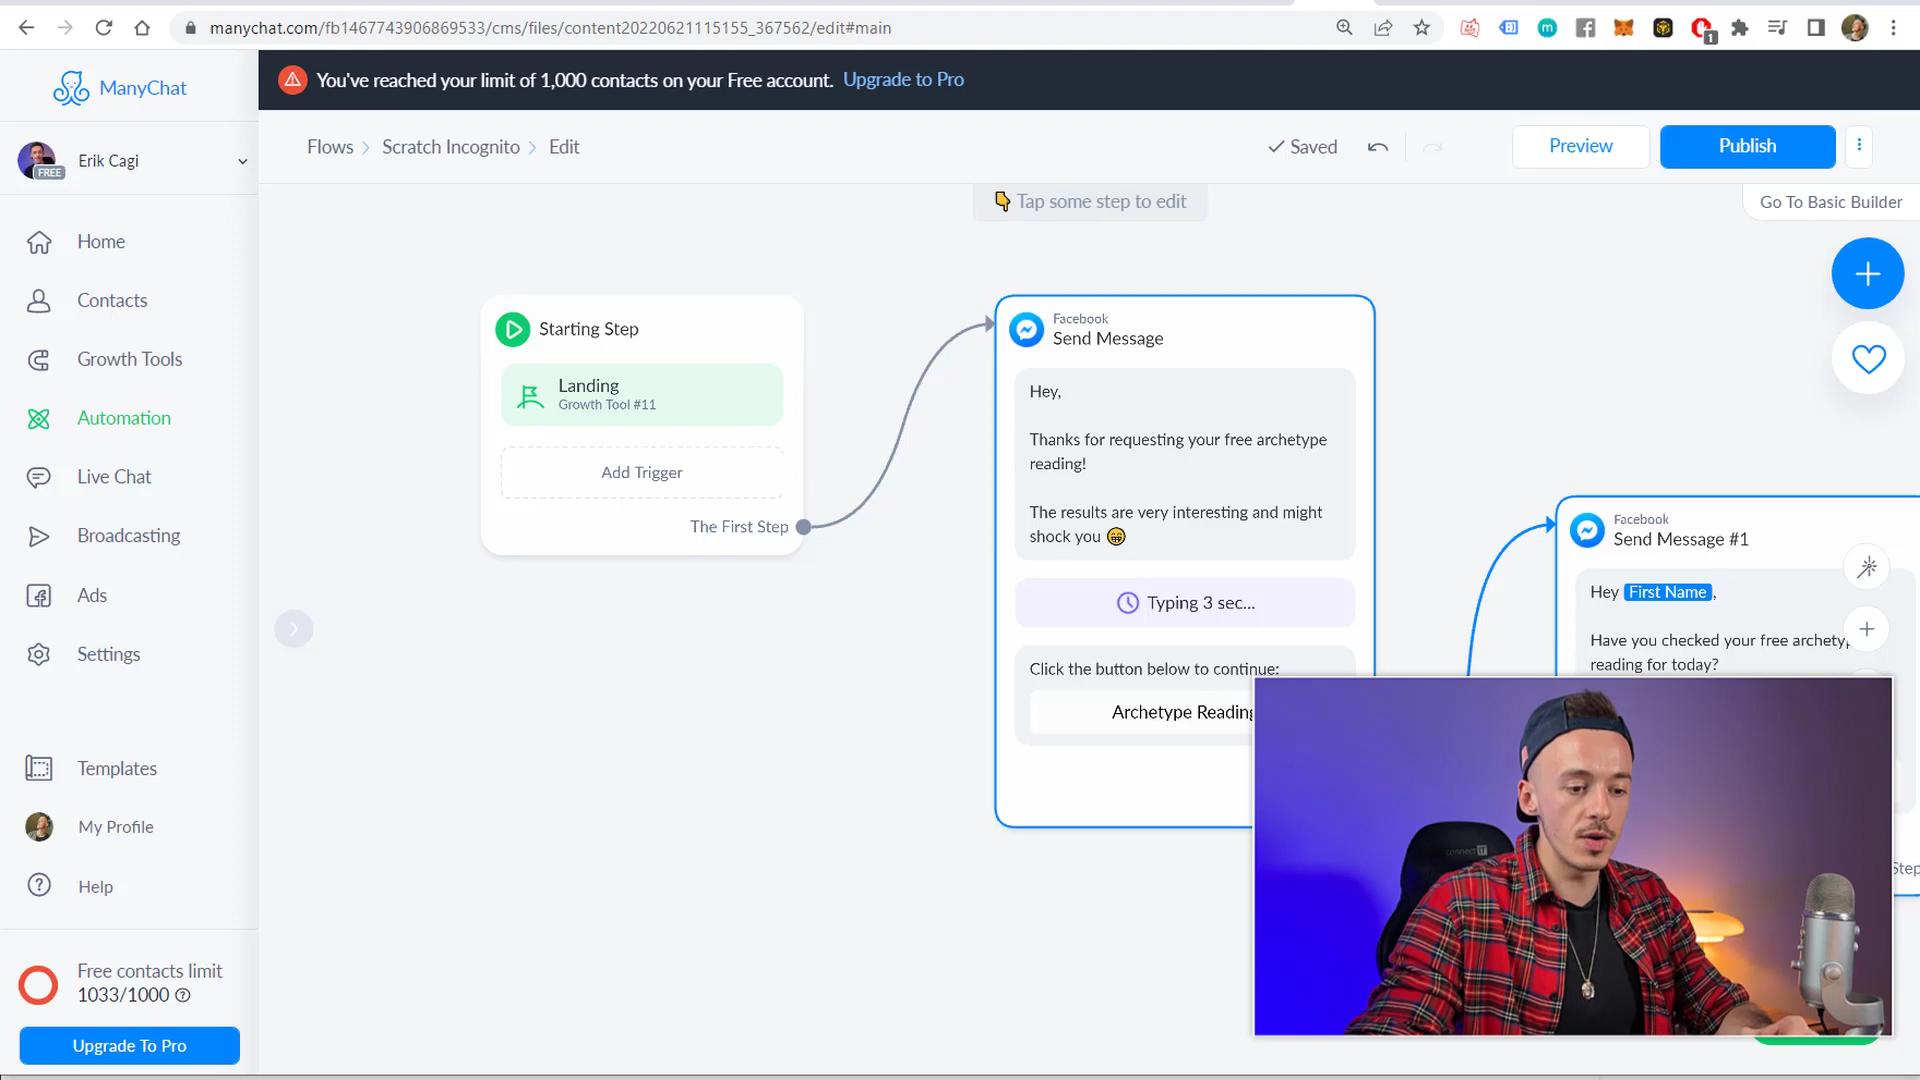 manychat.com/fb1467743906869533/cms/files/content20220621115155_367562/edit#main
1
ManyChat
You've reached your limit of 1,000 contacts on your Free account. Upgrade to Pro
Erik Cagi
FREE
Flows > Scratch Incognito > Edit
Saved
Preview
Publish
Tap some step to edit
Go To Basic Builder
Home
Contacts
Growth Tools
Automation
Live Chat
Broadcasting
Ads
Settings
Templates
My Profile
Help
Free contacts limit
1033/1000
Upgrade To Pro
Starting Step
Landing
Growth Tool #11
Add Trigger
The First Step
Facebook
Send Message
Hey,
Thanks for requesting your free archetype
reading!
The results are very interesting and might
shock you 😁
Typing 3 sec...
Click the button below to continue:
Archetype Reading
Facebook
Send Message #1
Hey First Name,
Have you checked your free archety
reading for today?
Step
connect IT